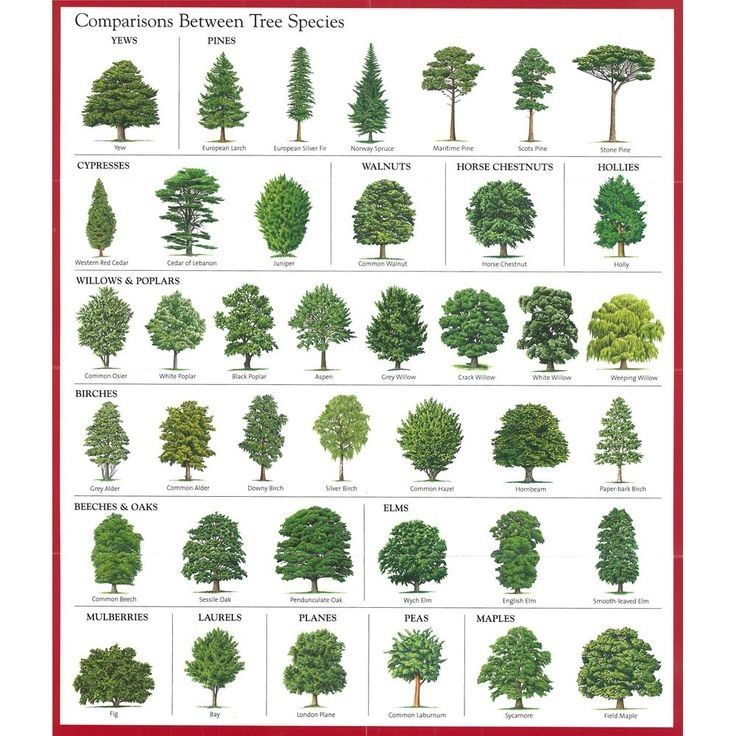 Comparisons Between Tree Species
YEWS PINES
Yew European Larch European Silver Fir Norway Spruce Maritime Pine Scots Pine Stone Pine
CYPRESSES WALNUTS HORSE CHESTNUTS HOLLIES
Western Red Cedar Cedar of Lebanon Juniper Common Walnut Horse Chestnut Holly
WILLOWS & POPLARS
Common Osier White Poplar Black Poplar Aspen Grey Willow Crack Willow White Willow Weeping Willow
BIRCHES
Grey Alder Common Alder Downy Birch Silver Birch Common Hazel Hornbeam Paper-bark Birch
BEECHES & OAKS ELMS
Common Beech Sessile Oak Pendunculate Oak Wych Elm English Elm Smooth-leaved Elm
MULBERRIES LAURELS PLANES PEAS MAPLES
Fig Bay London Plane Common Laburnum Sycamore Field Maple